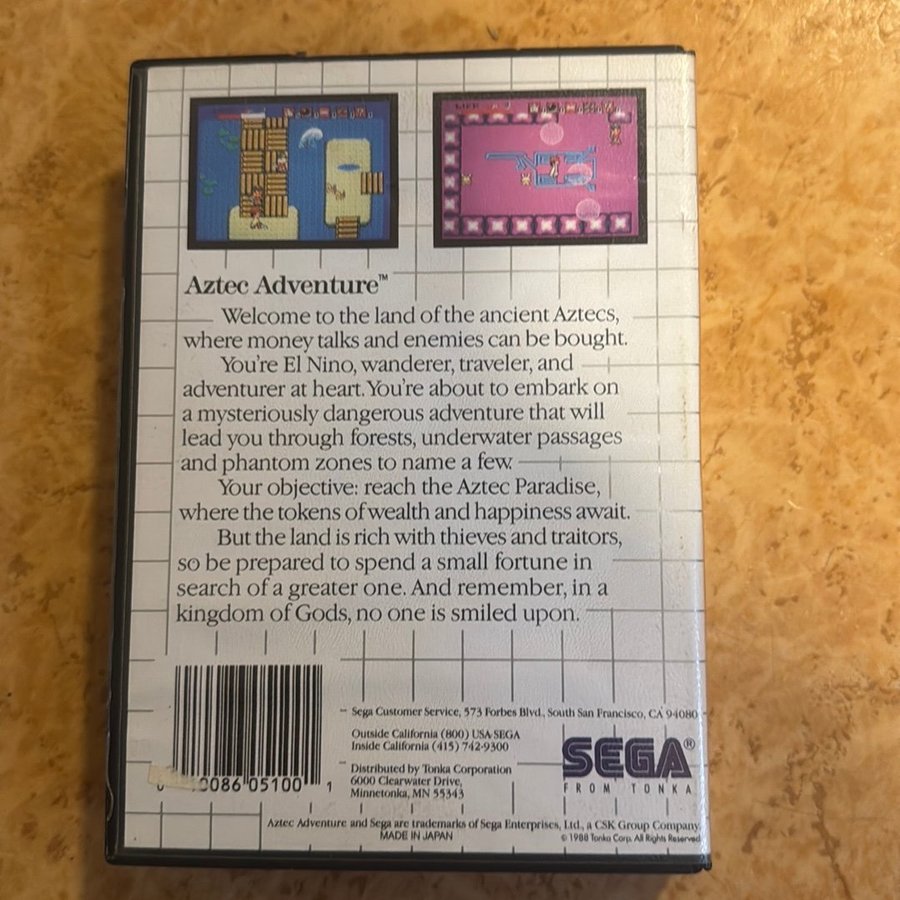 Aztec Adventure™
Welcome to the land of the ancient Aztecs,
where money talks and enemies can be bought.
You're El Nino, wanderer, traveler, and
adventurer at heart. You're about to embark on
a mysteriously dangerous adventure that will
lead you through forests, underwater passages
and phantom zones to name a few.
Your objective: reach the Aztec Paradise,
where the tokens of wealth and happiness await.
But the land is rich with thieves and traitors,
so be prepared to spend a small fortune in
search of a greater one. And remember, in a
kingdom of Gods, no one is smiled upon.
Sega Customer Service, 573 Forbes Blvd., South San Francisco, CA 94080
Outside California (800) USA-SEGA
Inside California (415) 742-9300
Distributed by Tonka Corporation
6000 Clearwater Drive,
Minnetonka, MN 55343
SEGA®
FROM TONKA
0086 05100 1
Aztec Adventure and Sega are trademarks of Sega Enterprises, Ltd., a CSK Group Company.
MADE IN JAPAN
© 1988 Tonka Corp. All Rights Reserved